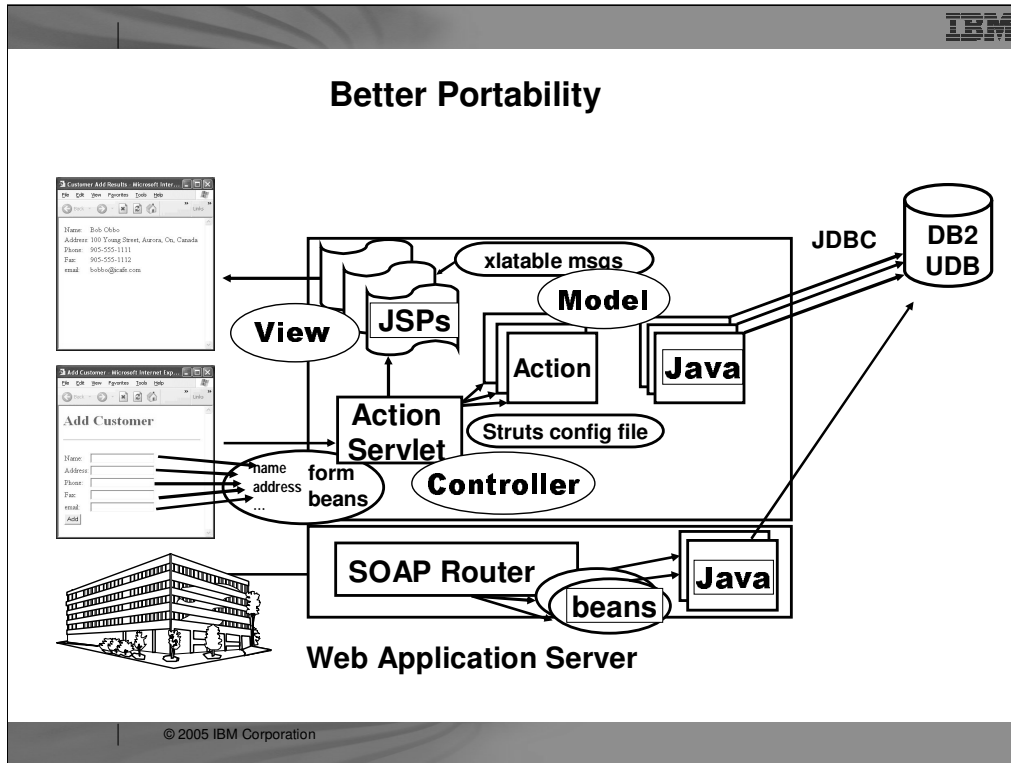 IBM
Better Portability
Customer Add Results - Microsoft Inter...
File Edit View Favorites Tools Help
Back
Links
Name: Bob Obbo
Address 100 Young Street, Aurora, On, Canada
Phone: 905-555-1111
Fax: 905-555-1112
email: bobbo@icafe.com
Add Customer - Microsoft Internet Exp...
File Edit View Favorites Tools Help
Back
Links
Add Customer
Name:
Address
Phone:
Fax:
email:
Add
xlatable msgs
Model
View
JSPs
Action
Java
JDBC
DB2
UDB
Action
Servlet
Struts config file
Controller
name
address
...
form
beans
SOAP Router
beans
Java
Web Application Server
© 2005 IBM Corporation